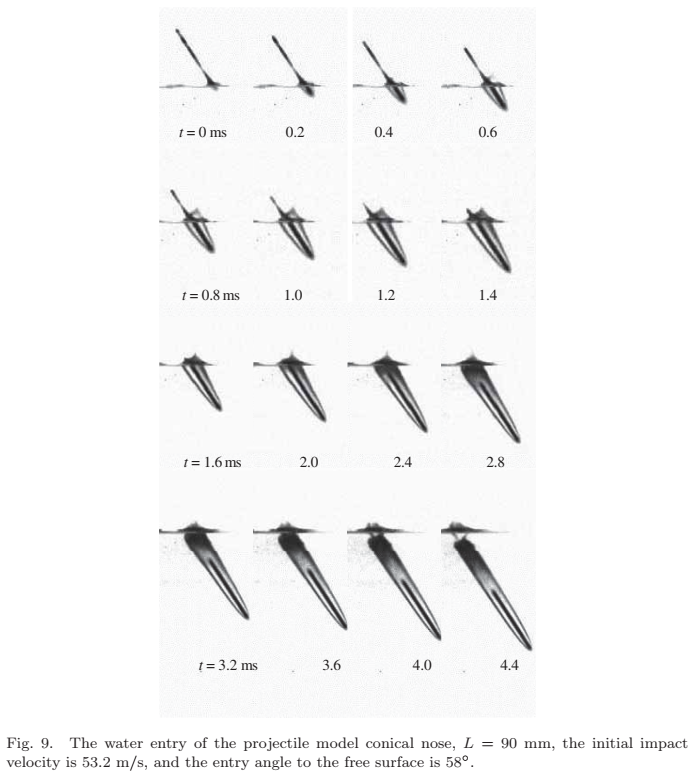 t = 0 ms 0.2 0.4 0.6
t = 0.8 ms 1.0 1.2 1.4
t = 1.6 ms 2.0 2.4 2.8
t = 3.2 ms 3.6 4.0 4.4
Fig. 9. The water entry of the projectile model conical nose, L = 90 mm, the initial impact
velocity is 53.2 m/s, and the entry angle to the free surface is 58°.